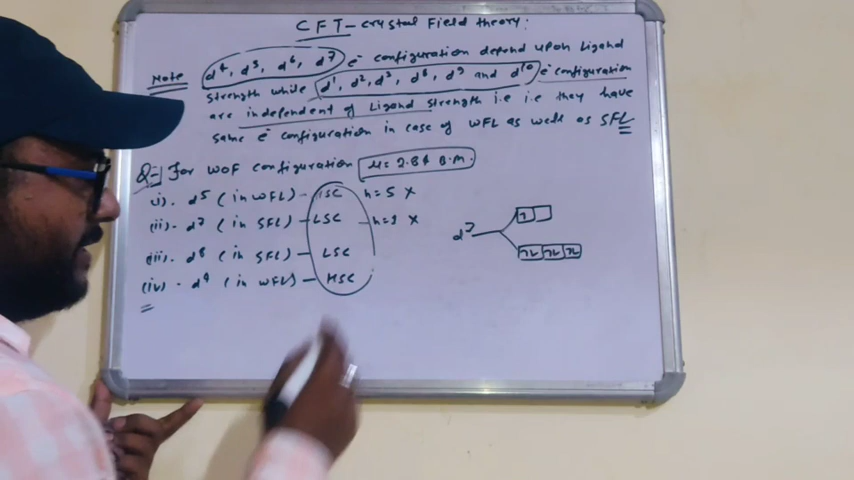 CFT - Crystal Field theory:
Note d4, d5, d6, d7 e- configuration depend upon Ligand
strength while d1, d2, d3, d8, d9 and d10 e- configuration
are independent of Ligand strength i.e i.e they have
same e- configuration in case of WFL as well as SFL
Q- For WOF configuration μ = 2.84 B.M.
i). d5 (in WFL) - HSC n=5 X
(ii)- d7 (in SFL) - LSC - n=1 X
(iii)- d8 (in SFL) - LSC
(iv) - d4 (in WFL) - HSC
d7